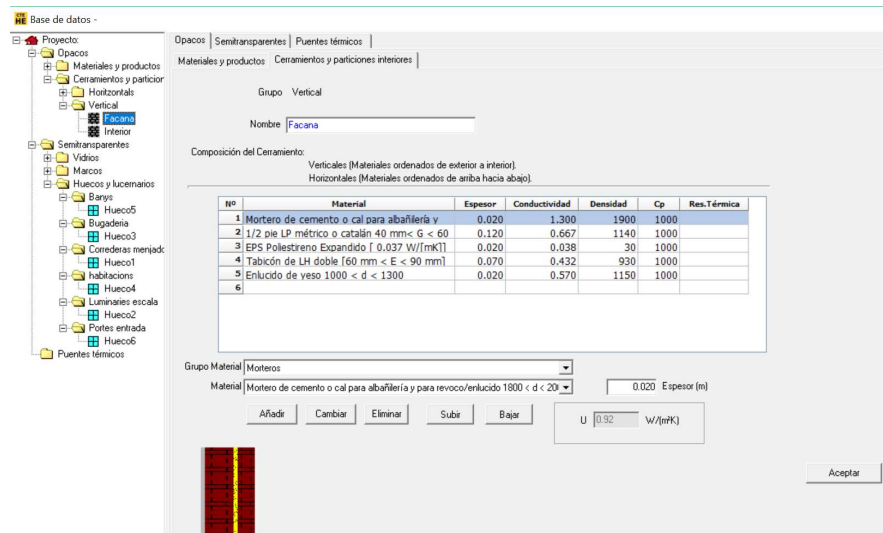 CTE
HE Base de datos -
Proyecto:
Opacos
Materiales y productos
Cerramientos y particior
Horitzontals
Vertical
Facana
Interior
Semitransparentes
Vidrios
Marcos
Huecos y lucernarios
Banys
Hueco5
Bugaderia
Hueco3
Correderas menjadc
Hueco1
habitacions
Hueco4
Luminaries escala
Hueco2
Portes entrada
Hueco6
Puentes térmicos
Opacos Semitransparentes Puentes térmicos
Materiales y productos Cerramientos y particiones interiores
Grupo Vertical
Nombre Facana
Composición del Cerramiento:
Verticales (Materiales ordenados de exterior a interior).
Horizontales (Materiales ordenados de arriba hacia abajo).
Nº Material Espesor Conductividad Densidad Cp Res.Térmica
1 Mortero de cemento o cal para albañilería y 0.020 1.300 1900 1000
2 1/2 pie LP métrico o catalán 40 mm< G < 60 0.120 0.667 1140 1000
3 EPS Poliestireno Expandido [ 0.037 W/[mK]] 0.020 0.038 30 1000
4 Tabicón de LH doble [60 mm < E < 90 mm] 0.070 0.432 930 1000
5 Enlucido de yeso 1000 < d < 1300 0.020 0.570 1150 1000
6
Grupo Material Morteros
Material Mortero de cemento o cal para albañilería y para revoco/enlucido 1800 < d < 20 0.020 Espesor (m)
Añadir Cambiar Eliminar Subir Bajar
U 0.92 W/(m²K)
Aceptar